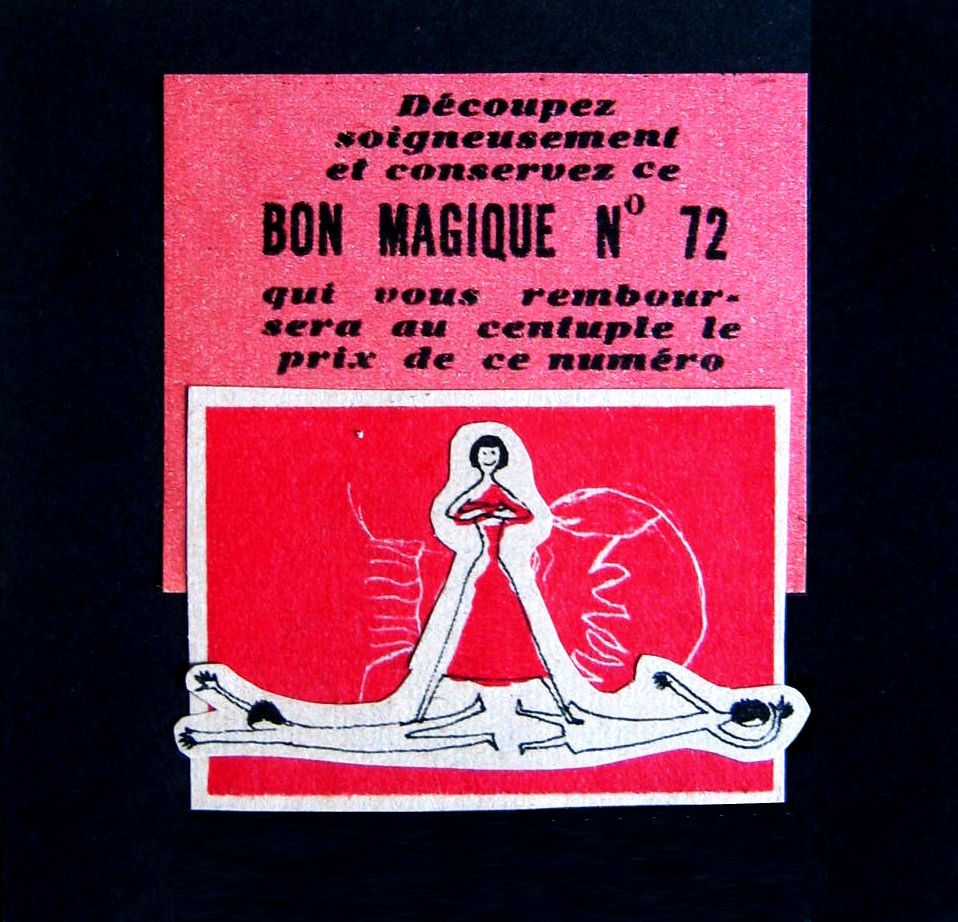 Découpez
soigneusement
et conservez ce
BON MAGIQUE Nº 72
qui vous rembour-
sera au centuple le
prix de ce numéro